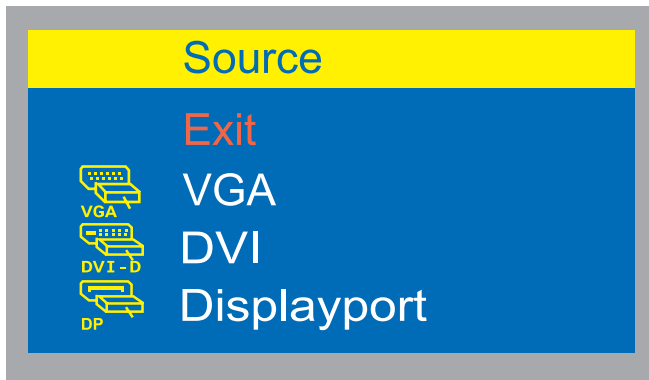 Source
Exit
VGA
VGA
DVI-D
DVI
DP
Displayport